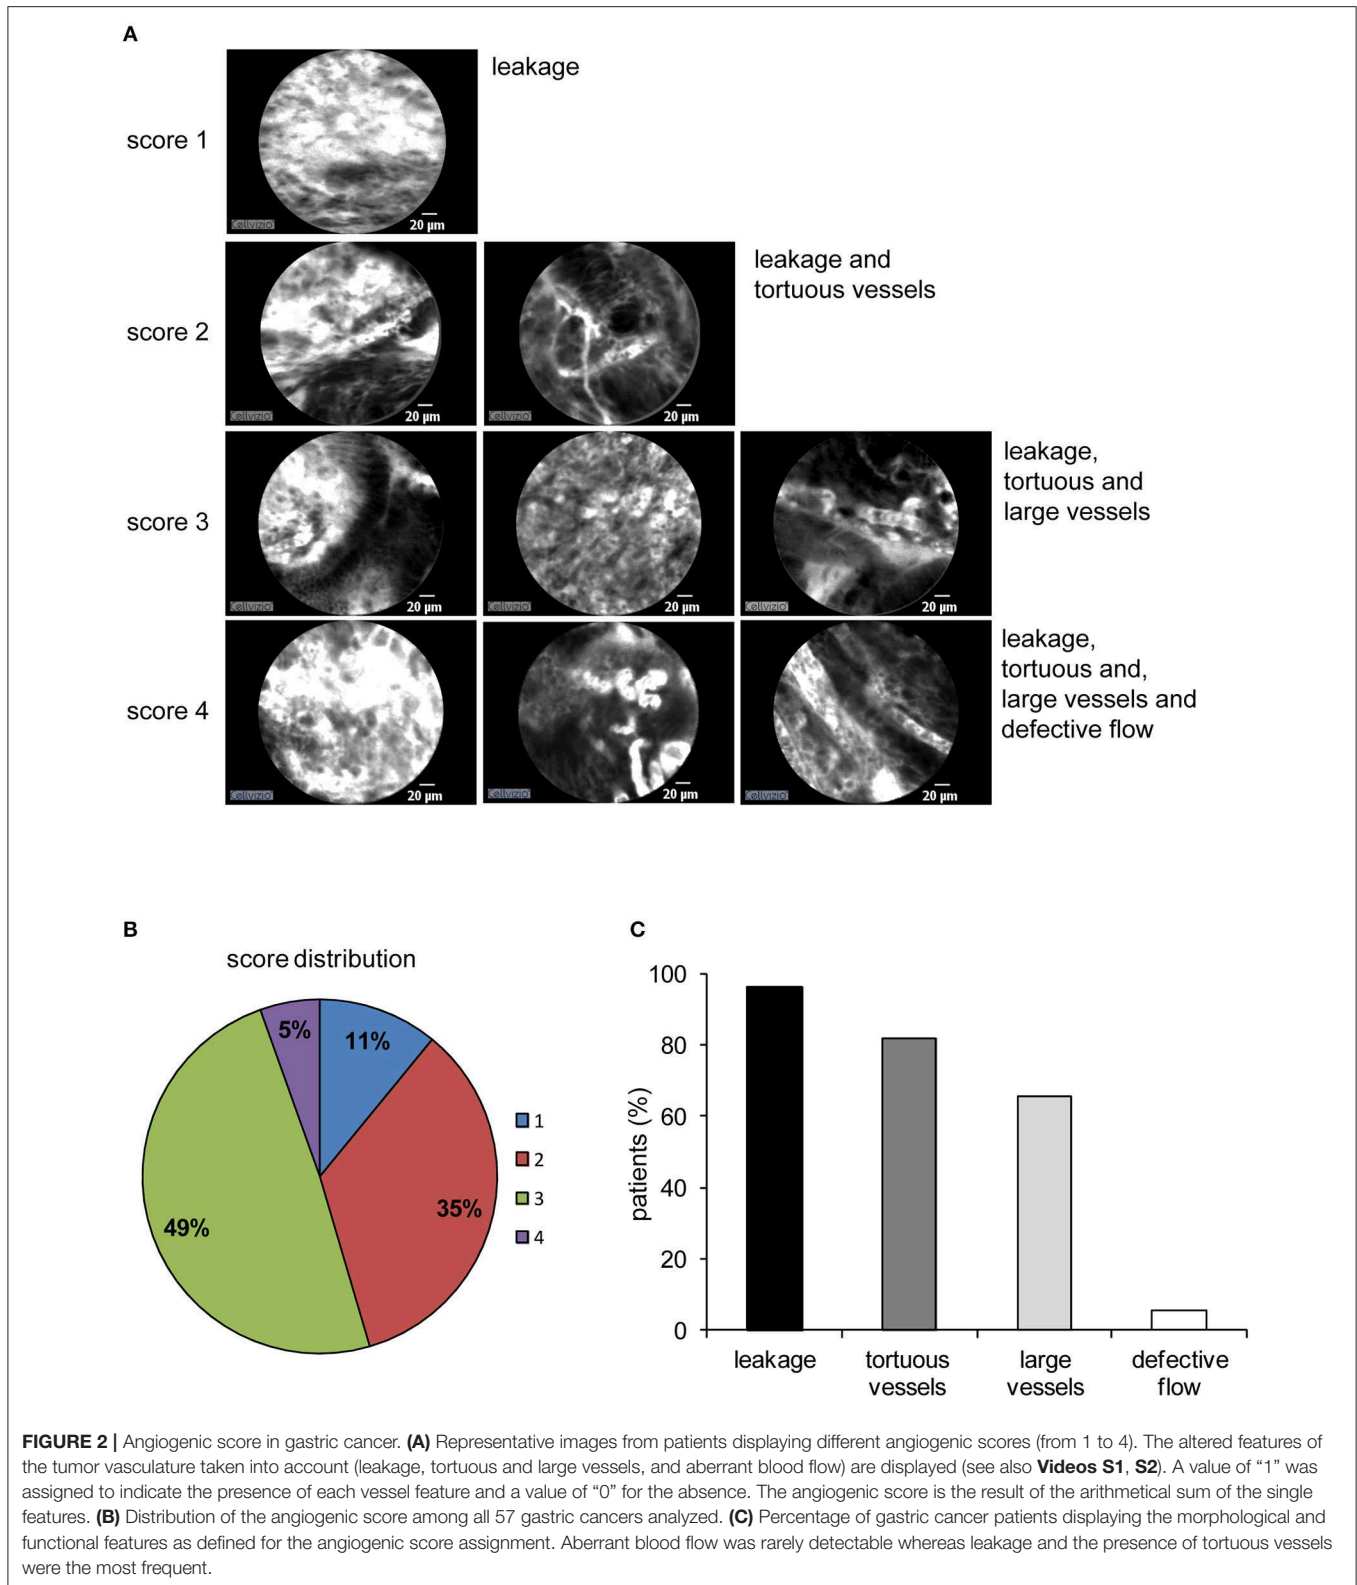 A
leakage
score 1
Cellvizio
20 µm
leakage and
tortuous vessels
score 2
Cellvizio
20 µm
Cellvizio
20 µm
leakage,
tortuous and
large vessels
score 3
Cellvizio
20 µm
Cellvizio
20 µm
Cellvizio
20 µm
leakage,
tortuous and,
large vessels and
defective flow
score 4
Cellvizio
20 µm
Cellvizio
20 µm
Cellvizio
20 µm
B
score distribution
5%
11%
35%
49%
1
2
3
4
C
patients (%)
100
80
60
40
20
0
leakage
tortuous
vessels
large
vessels
defective
flow
FIGURE 2 | Angiogenic score in gastric cancer. (A) Representative images from patients displaying different angiogenic scores (from 1 to 4). The altered features of
the tumor vasculature taken into account (leakage, tortuous and large vessels, and aberrant blood flow) are displayed (see also Videos S1, S2). A value of “1” was
assigned to indicate the presence of each vessel feature and a value of “0” for the absence. The angiogenic score is the result of the arithmetical sum of the single
features. (B) Distribution of the angiogenic score among all 57 gastric cancers analyzed. (C) Percentage of gastric cancer patients displaying the morphological and
functional features as defined for the angiogenic score assignment. Aberrant blood flow was rarely detectable whereas leakage and the presence of tortuous vessels
were the most frequent.